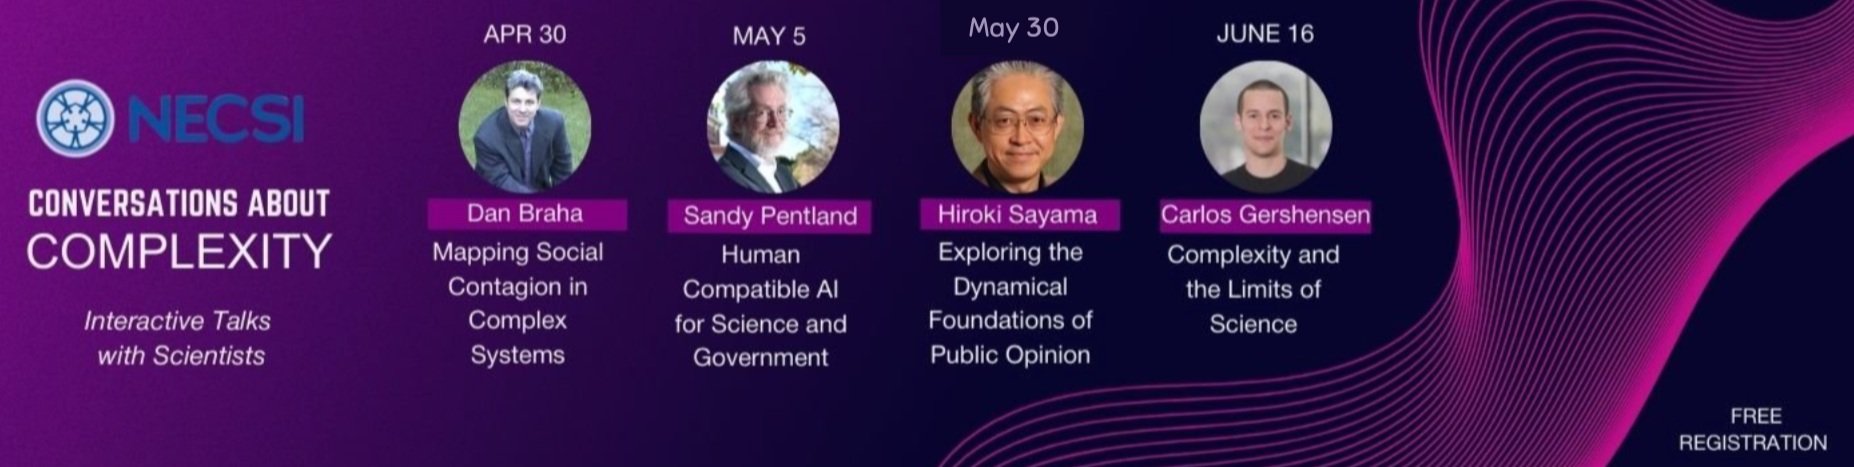 NECSI
CONVERSATIONS ABOUT
COMPLEXITY
Interactive Talks
with Scientists
APR 30
Dan Braha
Mapping Social
Contagion in
Complex
Systems
MAY 5
Sandy Pentland
Human
Compatible AI
for Science and
Government
May 30
Hiroki Sayama
Exploring the
Dynamical
Foundations of
Public Opinion
JUNE 16
Carlos Gershensen
Complexity and
the Limits of
Science
FREE
REGISTRATION